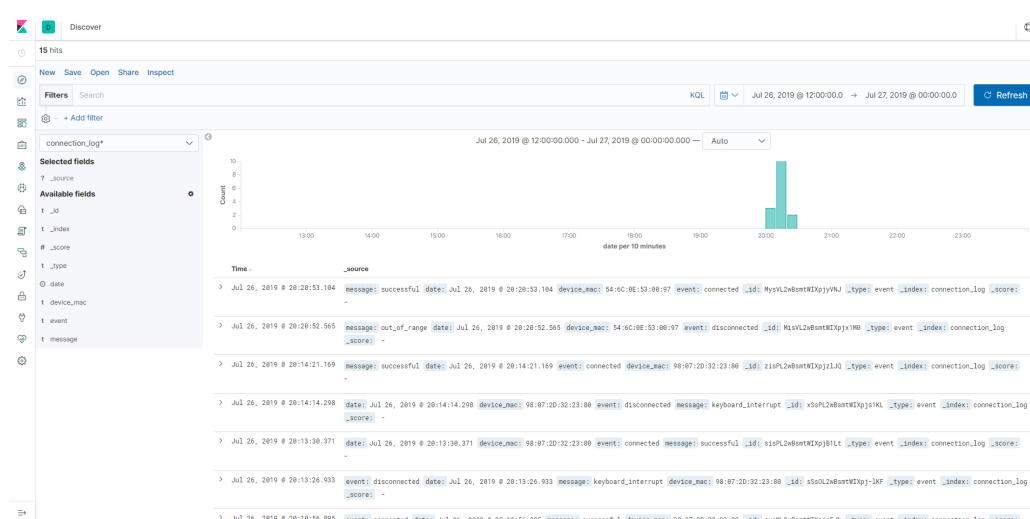 D Discover
15 hits
New Save Open Share Inspect
Filters Search KQL Jul 26, 2019 @ 12:00:00.0 → Jul 27, 2019 @ 00:00:00.0 Refresh
+ Add filter
connection_log*
Selected fields
? _source
Available fields
t _id
t _index
# _score
t _type
date
t device_mac
t event
t message
Jul 26, 2019 @ 12:00:00.000 - Jul 27, 2019 @ 00:00:00.000 — Auto
Count
10
8
6
4
2
0
13:00 14:00 15:00 16:00 17:00 18:00 19:00 20:00 21:00 22:00 23:00
date per 10 minutes
Time _source
Jul 26, 2019 @ 20:20:53.104 message: successful date: Jul 26, 2019 @ 20:20:53.104 device_mac: 54:6C:0E:53:00:97 event: connected _id: MysVL2wBsmtWIXpjyVNJ _type: event _index: connection_log _score:
-
Jul 26, 2019 @ 20:20:52.565 message: out_of_range date: Jul 26, 2019 @ 20:20:52.565 device_mac: 54:6C:0E:53:00:97 event: disconnected _id: MisVL2wBsmtWIXpjx1M0 _type: event _index: connection_log
_score: -
Jul 26, 2019 @ 20:14:21.169 message: successful date: Jul 26, 2019 @ 20:14:21.169 event: connected device_mac: 98:07:2D:32:23:80 _id: zisPL2wBsmtWIXpjzlJQ _type: event _index: connection_log _score:
-
Jul 26, 2019 @ 20:14:14.298 date: Jul 26, 2019 @ 20:14:14.298 device_mac: 98:07:2D:32:23:80 event: disconnected message: keyboard_interrupt _id: xSsPL2wBsmtWIXpjs1KL _type: event _index: connection_log
_score: -
Jul 26, 2019 @ 20:13:30.371 date: Jul 26, 2019 @ 20:13:30.371 device_mac: 98:07:2D:32:23:80 event: connected message: successful _id: sisPL2wBsmtWIXpjB1Lt _type: event _index: connection_log _score:
-
Jul 26, 2019 @ 20:13:26.933 event: disconnected date: Jul 26, 2019 @ 20:13:26.933 message: keyboard_interrupt device_mac: 98:07:2D:32:23:80 _id: sSsOL2wBsmtWIXpj-lKF _type: event _index: connection_log
_score: -